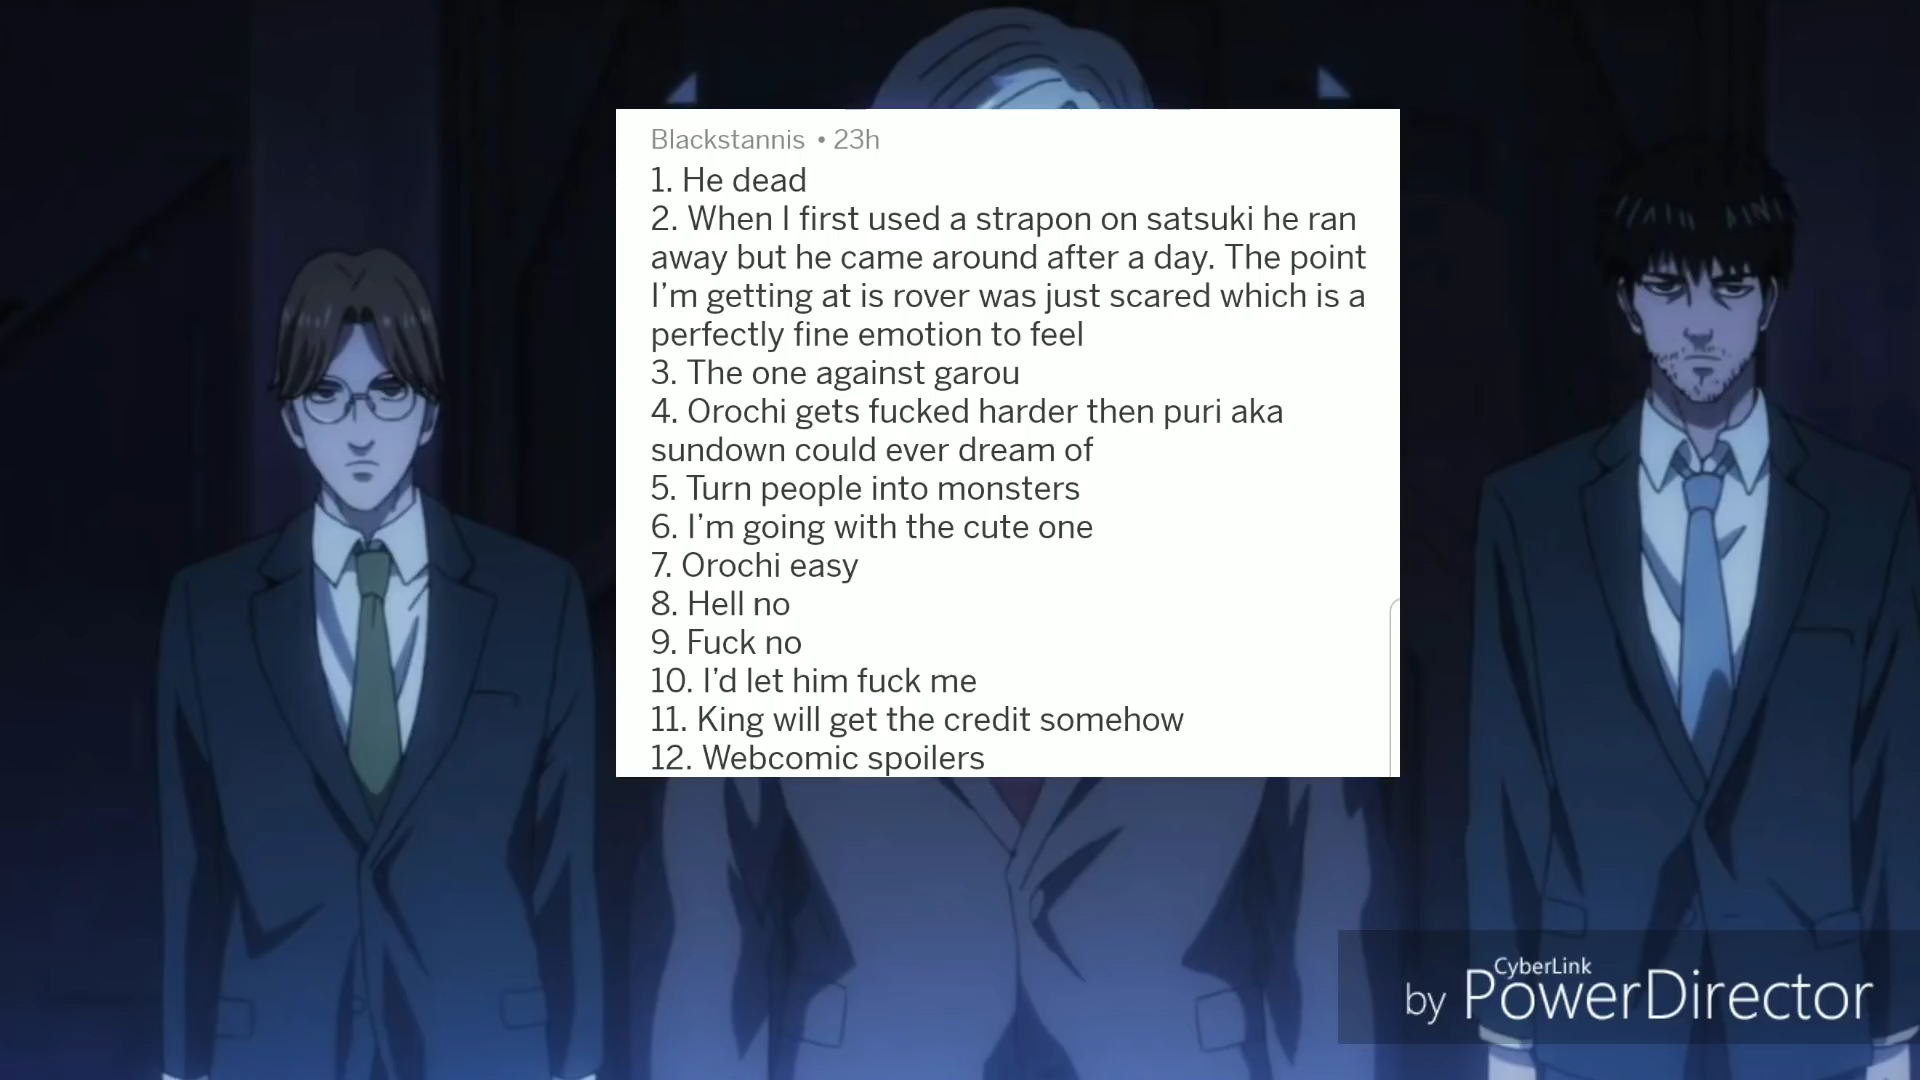 Blackstannis • 23h
1. He dead
2. When I first used a strapon on satsuki he ran
away but he came around after a day. The point
I'm getting at is rover was just scared which is a
perfectly fine emotion to feel
3. The one against garou
4. Orochi gets fucked harder then puri aka
sundown could ever dream of
5. Turn people into monsters
6. I'm going with the cute one
7. Orochi easy
8. Hell no
9. Fuck no
10. I'd let him fuck me
11. King will get the credit somehow
12. Webcomic spoilers
CyberLink
by PowerDirector